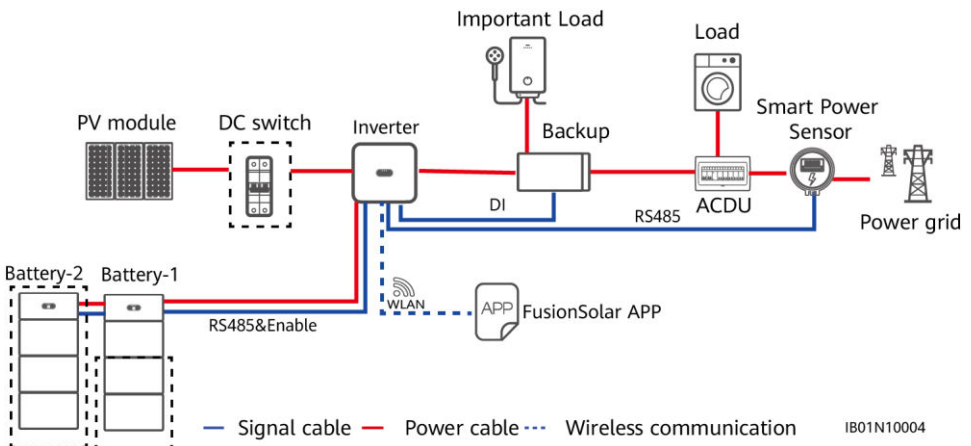 Important Load
Load
PV module
DC switch
Inverter
Backup
Smart Power
Sensor
DI
RS485
ACDU
Power grid
Battery-2
Battery-1
WLAN
APP
FusionSolar APP
RS485&Enable
Signal cable
Power cable
Wireless communication
IB01N10004